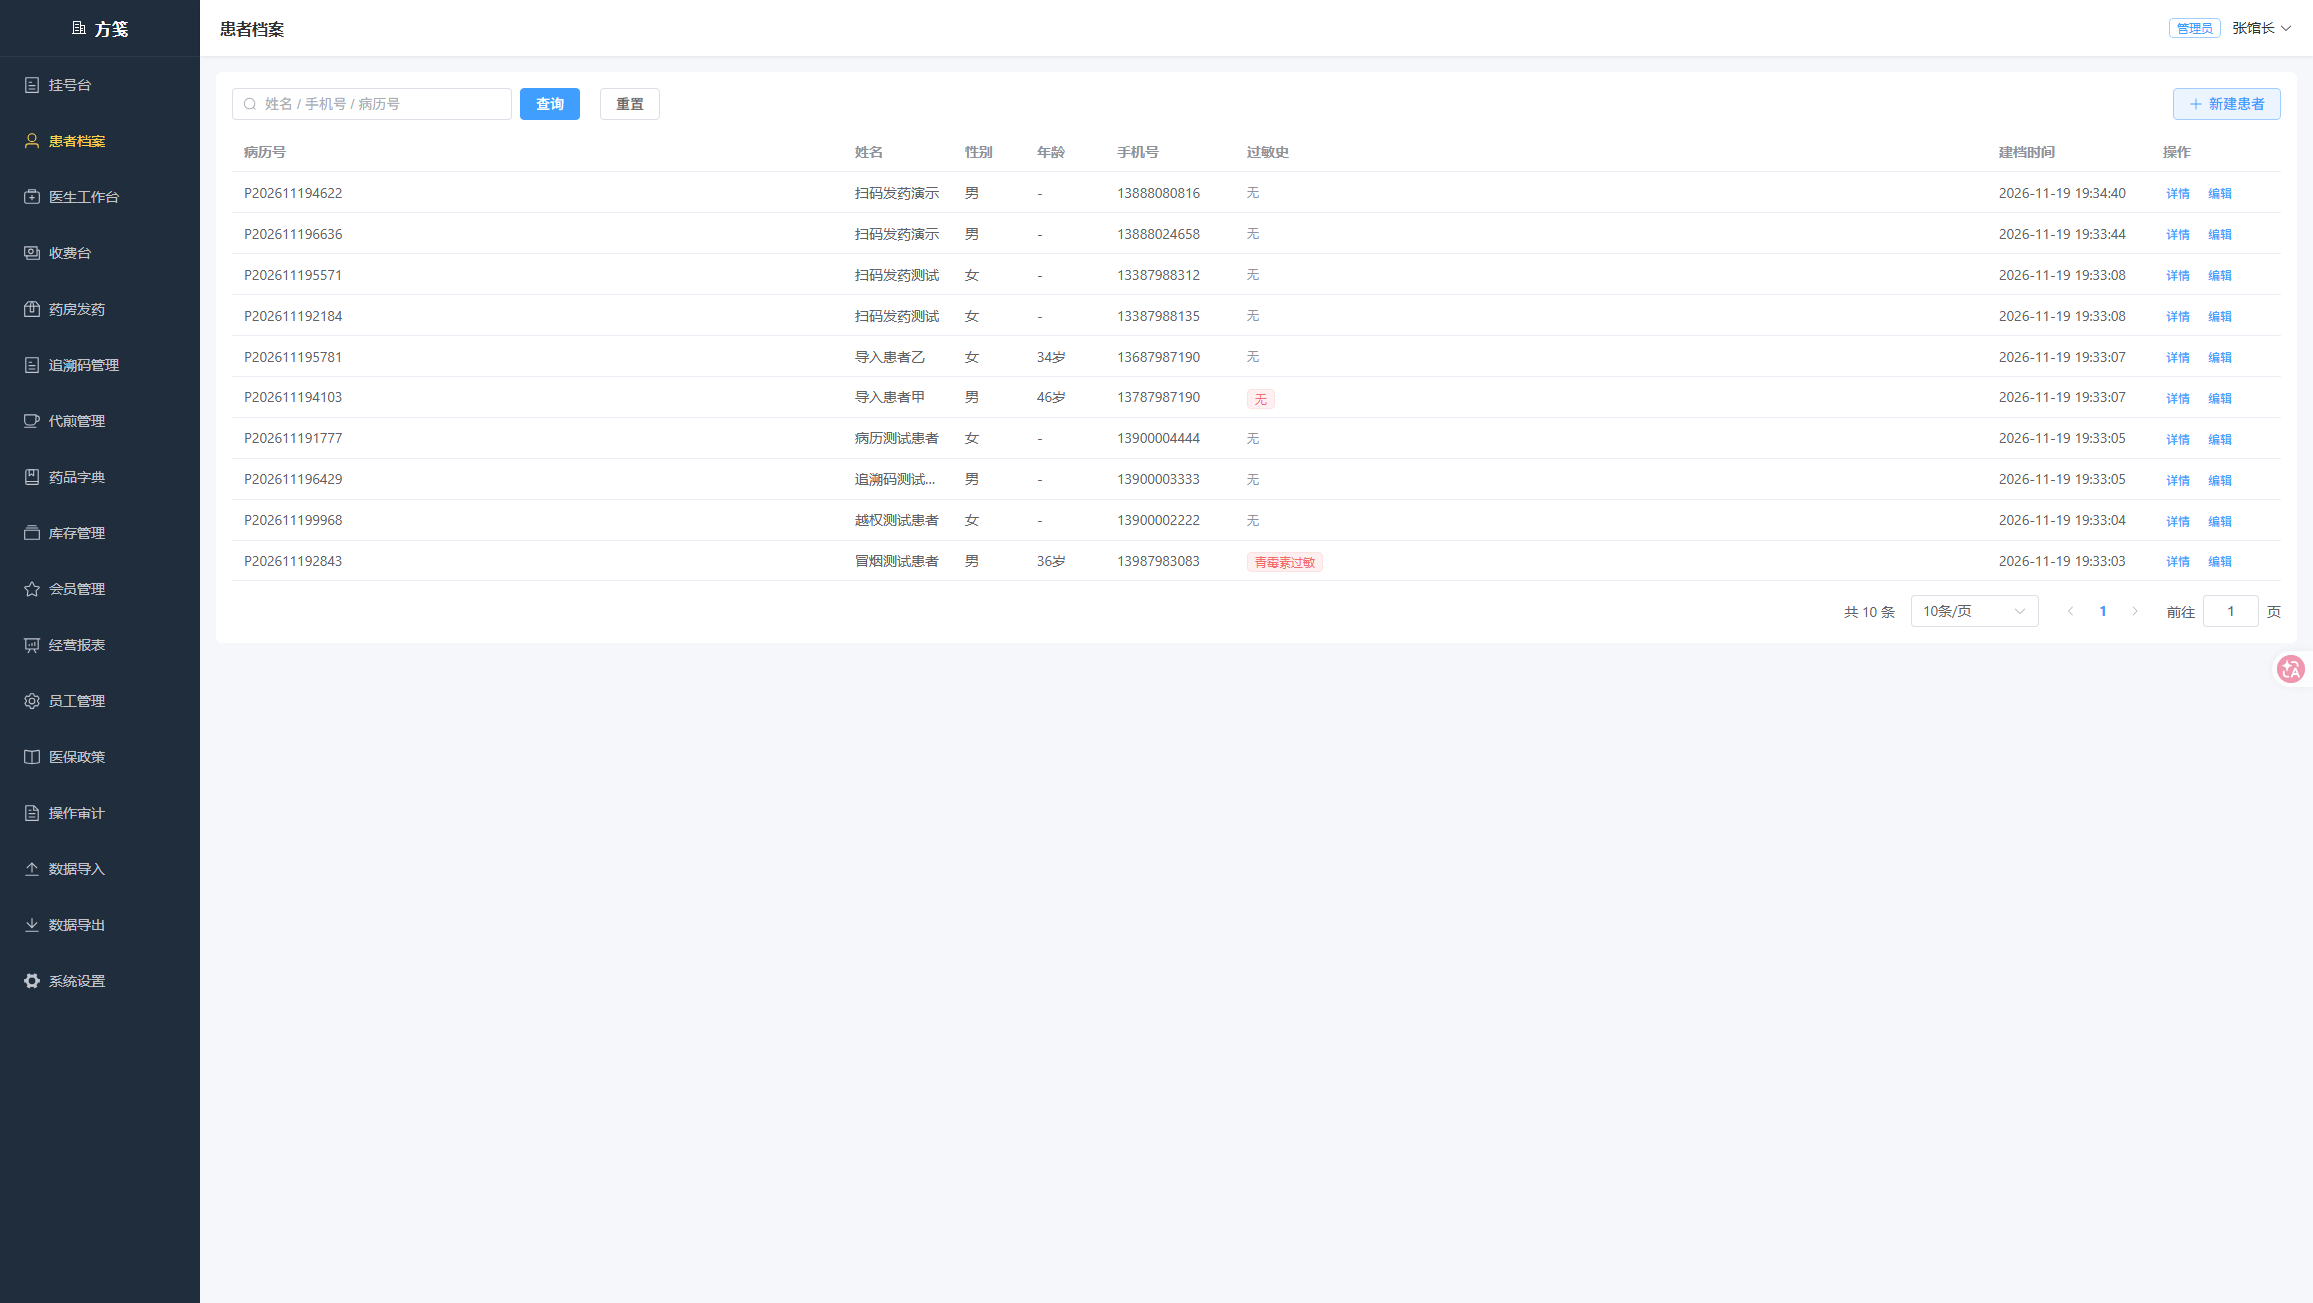 方笺
挂号台
患者档案
医生工作台
收费台
药房发药
追溯码管理
代煎管理
药品字典
库存管理
会员管理
经营报表
员工管理
医保政策
操作审计
数据导入
数据导出
系统设置
患者档案
管理员 张馆长
姓名 / 手机号 / 病历号 查询 重置 新建患者
病历号 姓名 性别 年龄 手机号 过敏史 建档时间 操作
P202611194622 扫码发药演示 男 - 13888080816 无 2026-11-19 19:34:40 详情 编辑
P202611196636 扫码发药演示 男 - 13888024658 无 2026-11-19 19:33:44 详情 编辑
P202611195571 扫码发药测试 女 - 13387988312 无 2026-11-19 19:33:08 详情 编辑
P202611192184 扫码发药测试 女 - 13387988135 无 2026-11-19 19:33:08 详情 编辑
P202611195781 导入患者乙 女 34岁 13687987190 无 2026-11-19 19:33:07 详情 编辑
P202611194103 导入患者甲 男 46岁 13787987190 无 2026-11-19 19:33:07 详情 编辑
P202611191777 病历测试患者 女 - 13900004444 无 2026-11-19 19:33:05 详情 编辑
P202611196429 追溯码测试... 男 - 13900003333 无 2026-11-19 19:33:05 详情 编辑
P202611199968 越权测试患者 女 - 13900002222 无 2026-11-19 19:33:04 详情 编辑
P202611192843 冒烟测试患者 男 36岁 13987983083 青霉素过敏 2026-11-19 19:33:03 详情 编辑
共 10 条 10条/页 1 前往 1 页